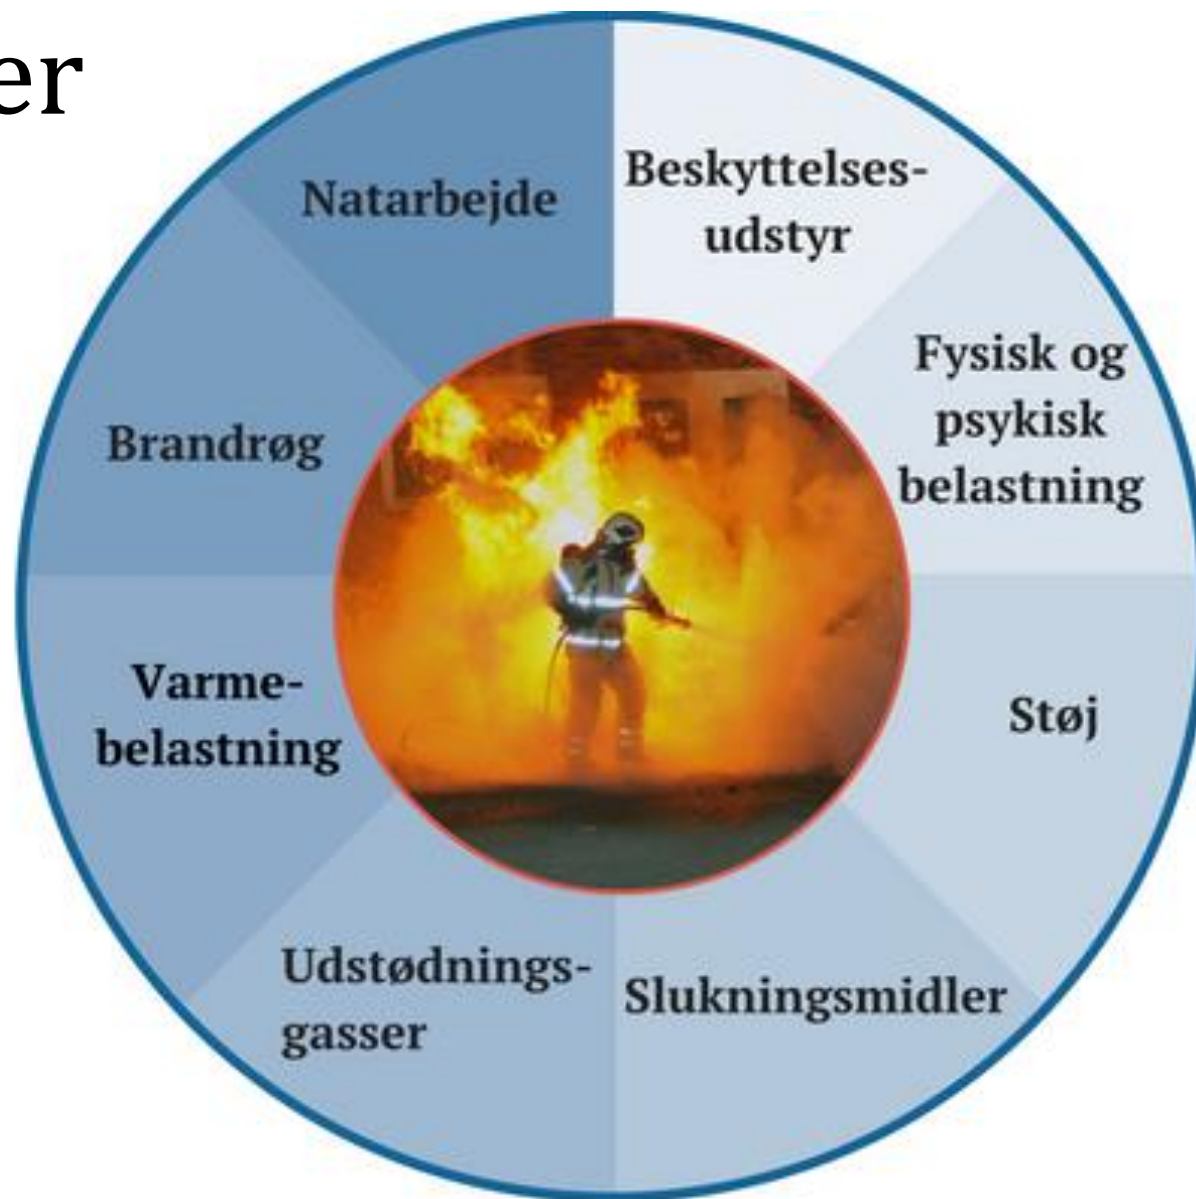 er
Beskyttelses-
udstyr
Fysisk og
psykisk
belastning
Støj
Slukningsmidler
Udstødnings-
gasser
Varme-
belastning
Brandrøg
Natarbejde